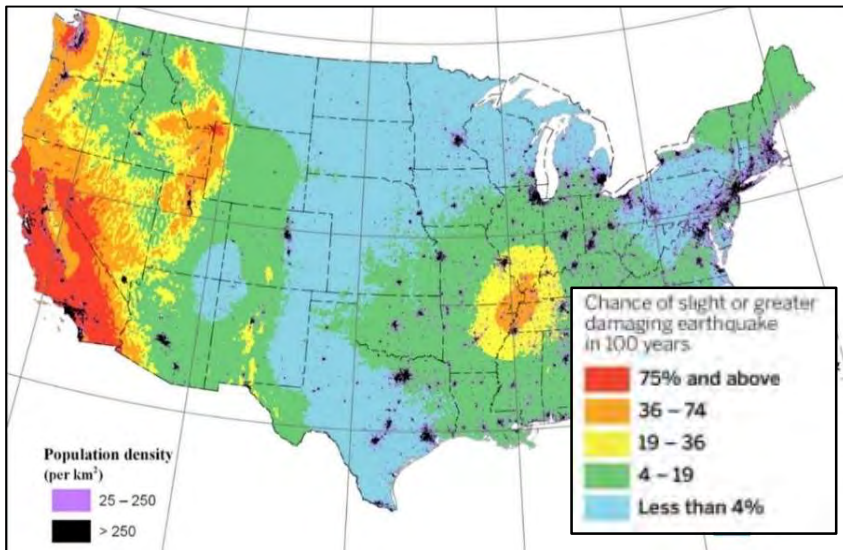 Chance of slight or greater
damaging earthquake
in 100 years
75% and above
36 – 74
19 – 36
4 – 19
Less than 4%
Population density
(per km²)
25 – 250
> 250